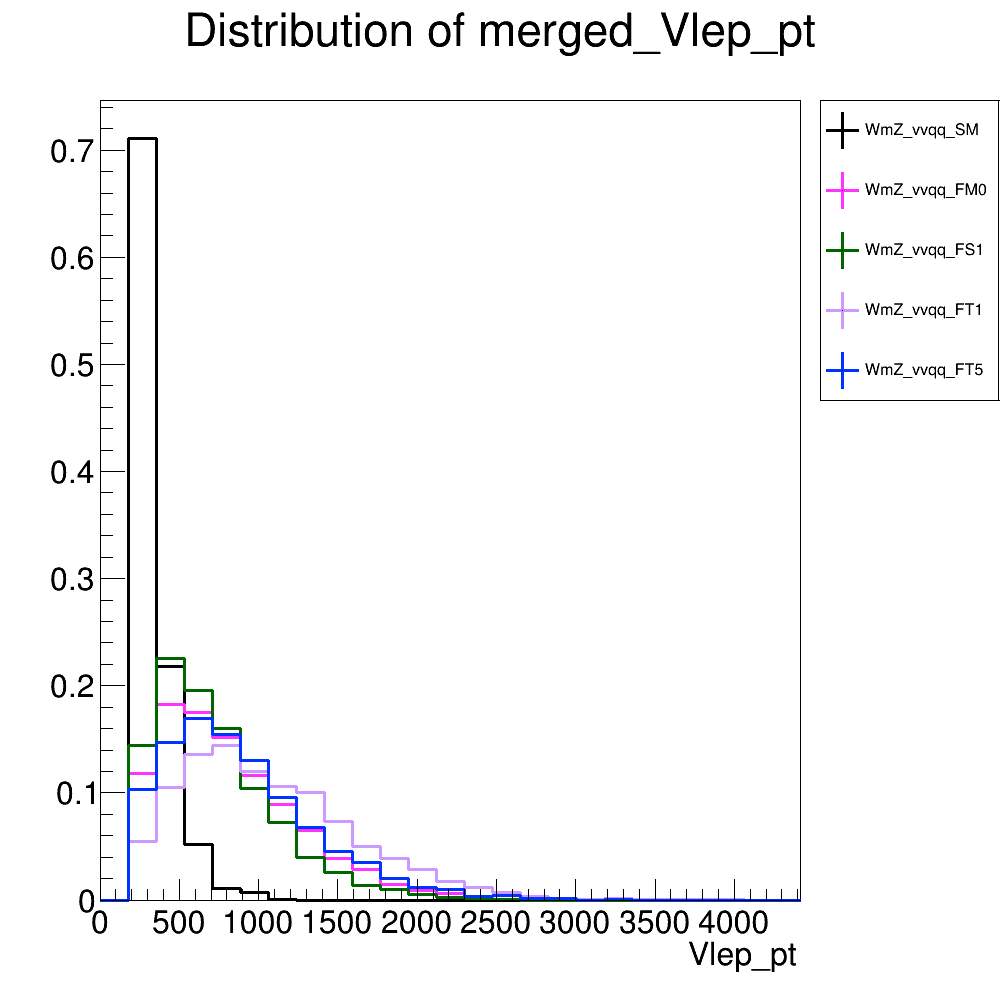 Distribution of merged_Vlep_pt
0.7
0.6
0.5
0.4
0.3
0.2
0.1
0
0 500 1000 1500 2000 2500 3000 3500 4000
Vlep_pt
WmZ_vvqq_SM
WmZ_vvqq_FM0
WmZ_vvqq_FS1
WmZ_vvqq_FT1
WmZ_vvqq_FT5